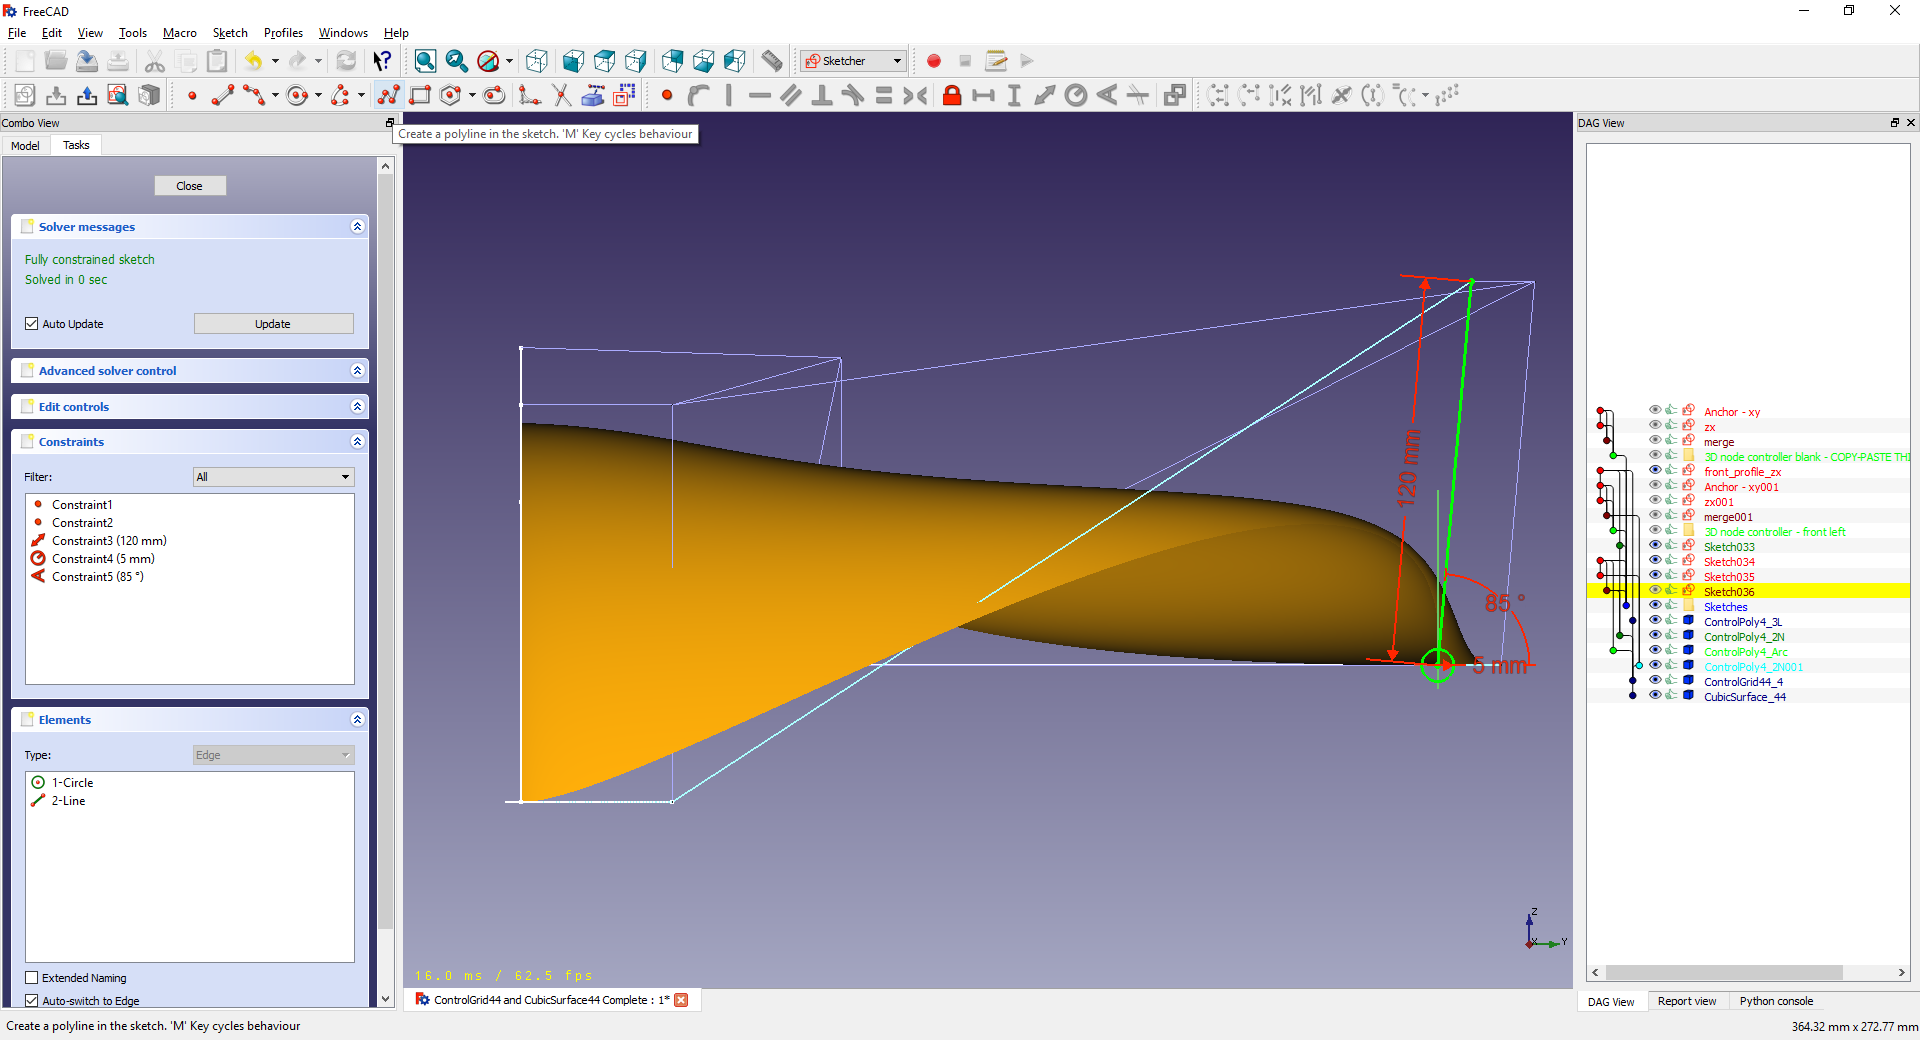 FreeCAD
File Edit View Tools Macro Sketch Profiles Windows Help
Sketcher
Combo View
Create a polyline in the sketch. 'M' Key cycles behaviour
DAG View
Model Tasks
Close
Solver messages
Fully constrained sketch
Solved in 0 sec
Auto Update
Update
Advanced solver control
Edit controls
Constraints
Filter:
All
Constraint1
Constraint2
Constraint3 (120 mm)
Constraint4 (5 mm)
Constraint5 (85 °)
Elements
Type:
Edge
1-Circle
2-Line
Extended Naming
Auto-switch to Edge
120 mm
85 °
5 mm
Z
X
Y
16.0 ms / 62.5 fps
ControlGrid44 and CubicSurface44 Complete : 1*
Anchor - xy
zx
merge
3D node controller blank - COPY-PASTE THI
front_profile_zx
Anchor - xy001
zx001
merge001
3D node controller - front left
Sketch033
Sketch034
Sketch035
Sketch036
Sketches
ControlPoly4_3L
ControlPoly4_2N
ControlPoly4_Arc
ControlPoly4_2N001
ControlGrid44_4
CubicSurface_44
DAG View Report view Python console
Create a polyline in the sketch. 'M' Key cycles behaviour
364.32 mm x 272.77 mm